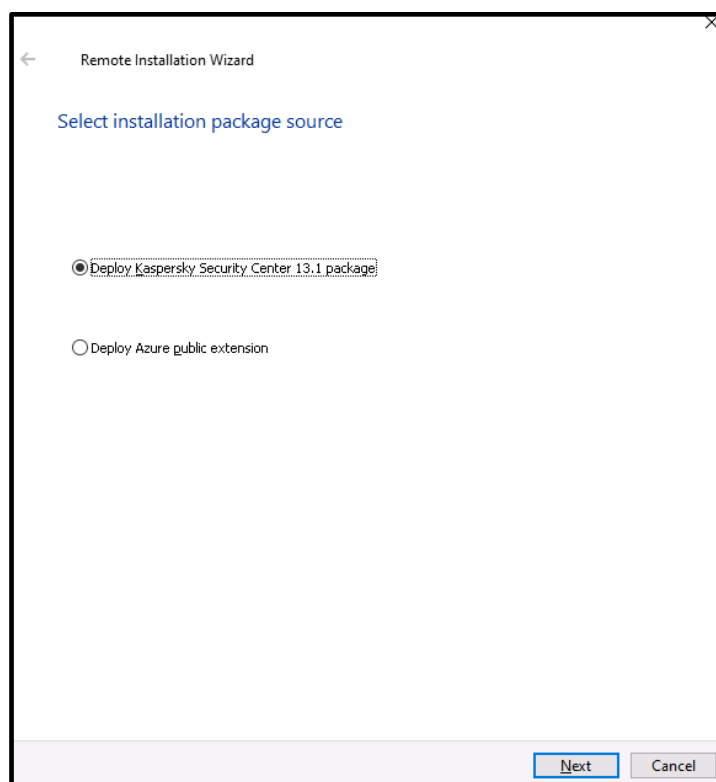 Remote Installation Wizard
Select installation package source
Deploy Kaspersky Security Center 13.1 package
Deploy Azure public extension
Next Cancel